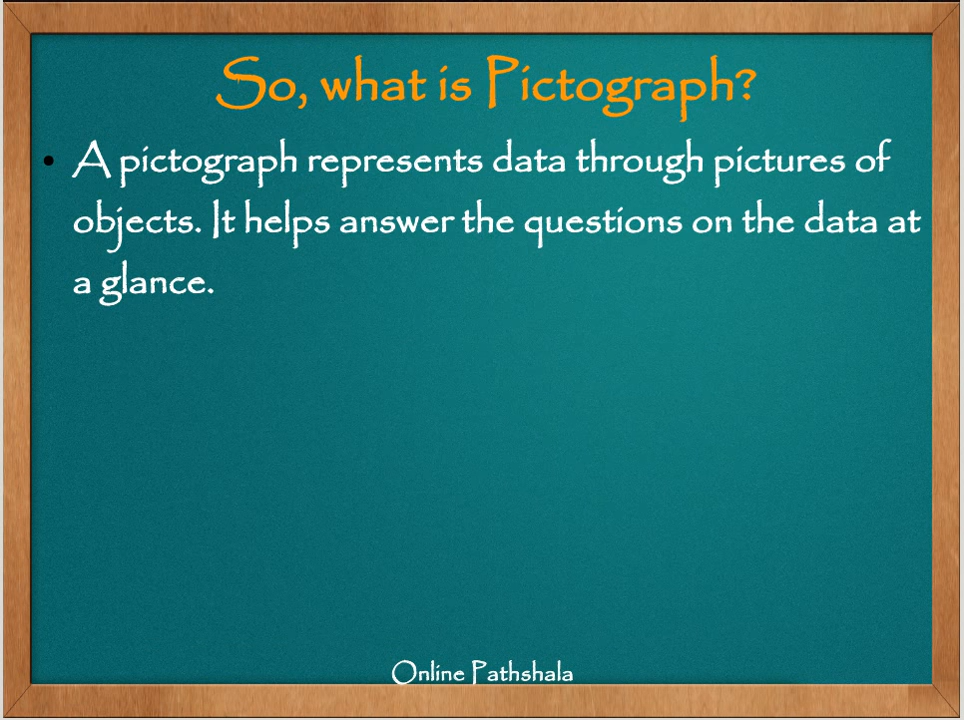 So, what is Pictograph?
• A pictograph represents data through pictures of
objects. It helps answer the questions on the data at
a glance.
Online Pathshala